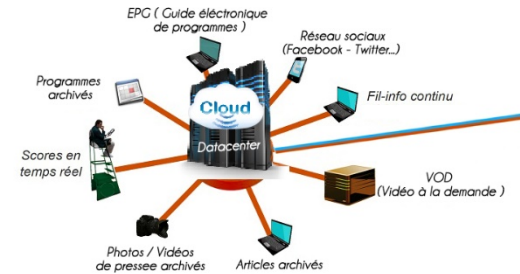 EPG ( Guide éléctronique
de programmes )
Réseau sociaux
(Facebook - Twitter...)
Programmes
archivés
Cloud
Fil-info continu
Datacenter
Scores en
temps réel
VOD
(Vidéo à la demande )
Photos / Vidéos
de pressee archivés
Articles archivés